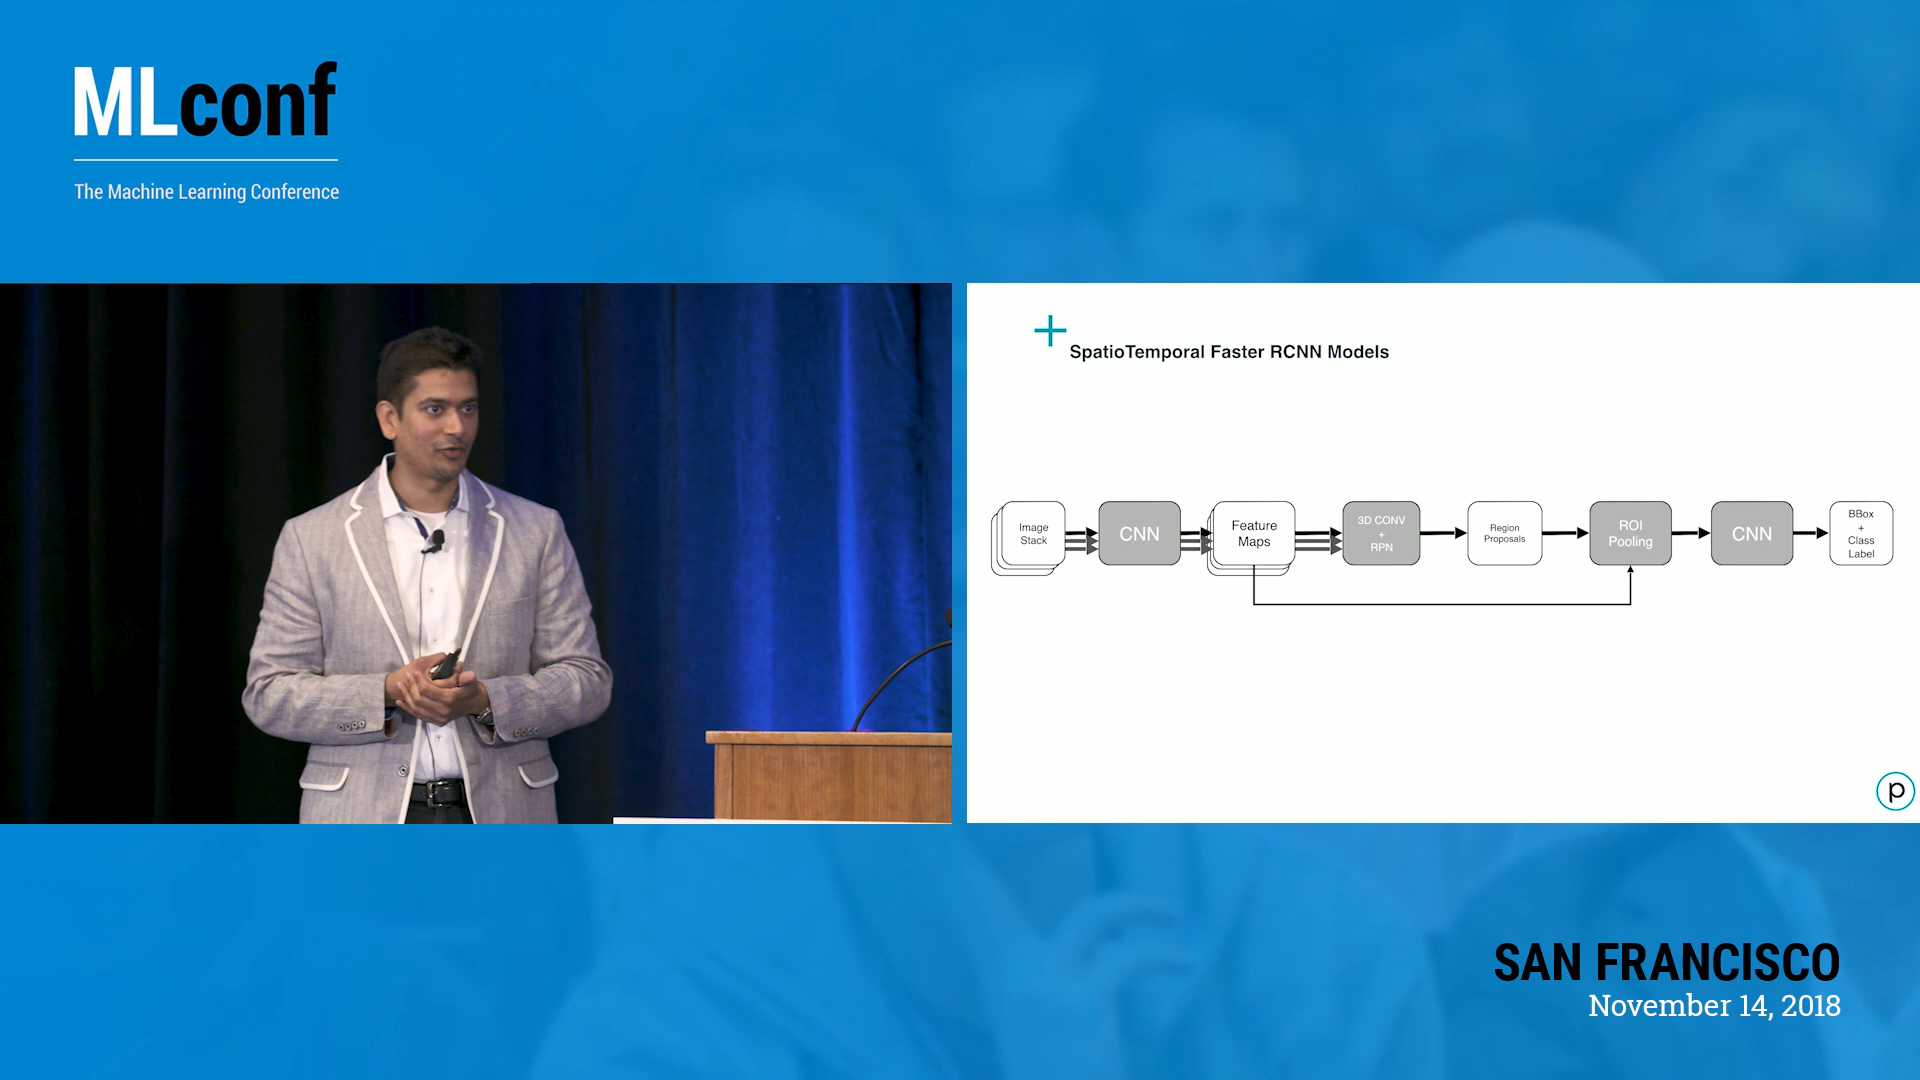 MLconf
The Machine Learning Conference
SpatioTemporal Faster RCNN Models
Image
Stack
CNN
Feature
Maps
3D CONV
+
RPN
Region
Proposals
ROI
Pooling
CNN
BBox
+
Class
Label
p
SAN FRANCISCO
November 14, 2018